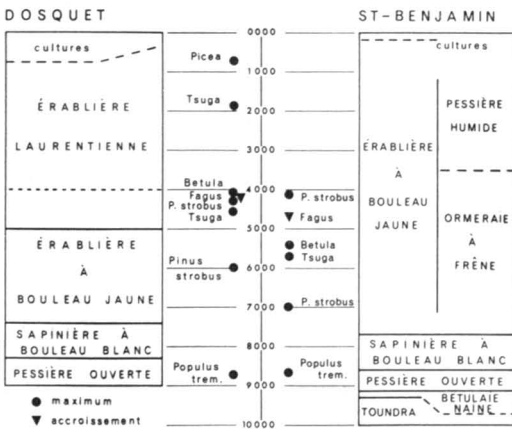 DOSQUET
cultures
ÉRABLIÈRE
LAURENTIENNE
ÉRABLIÈRE
À
BOULEAU JAUNE
SAPINIÈRE À
BOULEAU BLANC
PESSIÈRE OUVERTE
● maximum
▼ accroissement
Picea
Tsuga
Betula
Fagus
P. strobus
Tsuga
Pinus
strobus
Populus
trem.
0000
1000
2000
3000
4000
5000
6000
7000
8000
9000
10000
P. strobus
Fagus
Betula
Tsuga
P. strobus
Populus
trem.
ST-BENJAMIN
cultures
ÉRABLIÈRE
À
BOULEAU
JAUNE
PESSIÈRE
HUMIDE
ORMERAIE
À
FRÊNE
SAPINIÈRE À
BOULEAU BLANC
PESSIÈRE OUVERTE
BÉTULAIE
NAINE
TOUNDRA